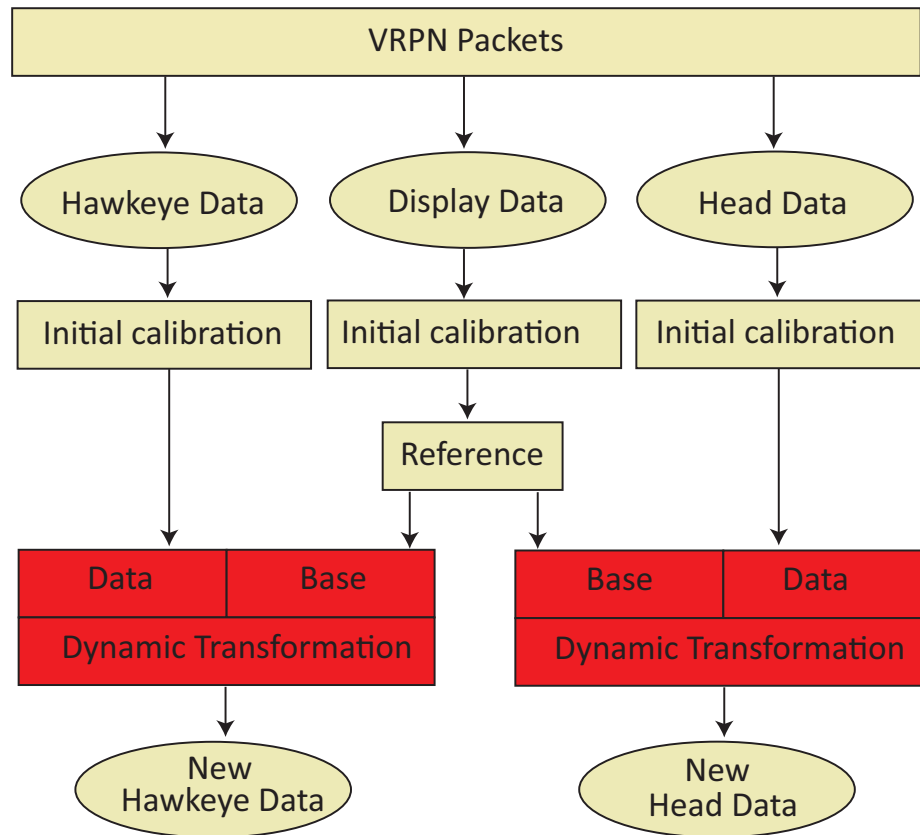 VRPN Packets
Hawkeye Data
Display Data
Head Data
Initial calibration
Initial calibration
Initial calibration
Reference
Data
Base
Base
Data
Dynamic Transformation
Dynamic Transformation
New
Hawkeye Data
New
Head Data